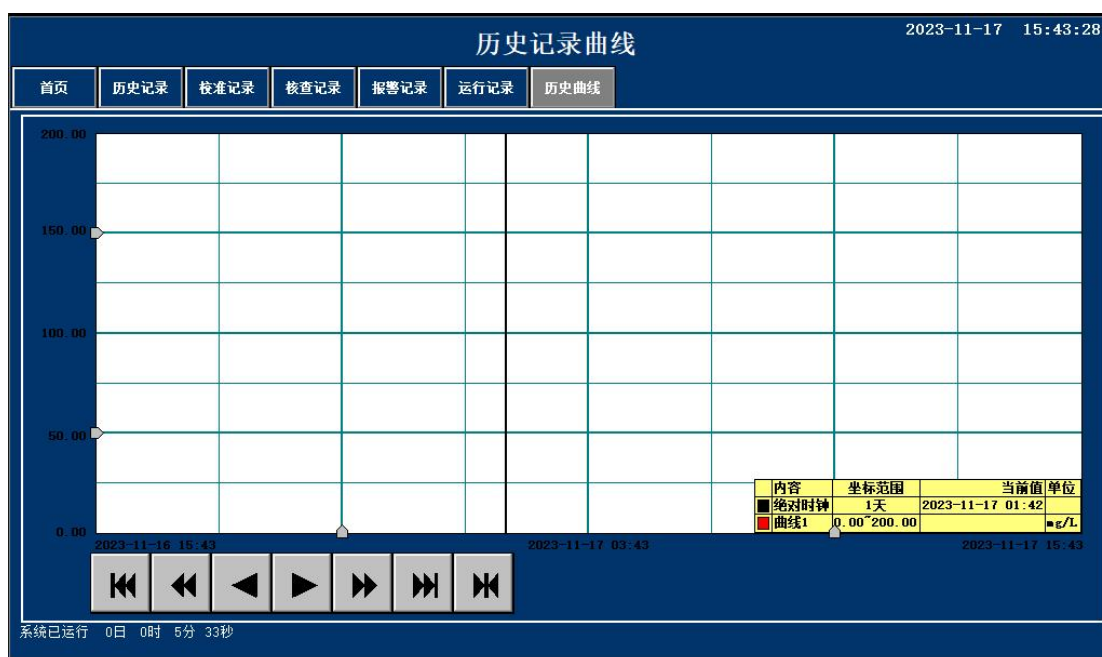 历史记录曲线
2023-11-17 15:43:28
首页 历史记录 校准记录 核查记录 报警记录 运行记录 历史曲线
200.00
150.00
100.00
50.00
0.00
内容 坐标范围 当前值 单位
绝对时钟 1天 2023-11-17 01:42
曲线1 0.00~200.00 mg/L
2023-11-16 15:43 2023-11-17 03:43 2023-11-17 15:43
系统已运行 0日 0时 5分 33秒